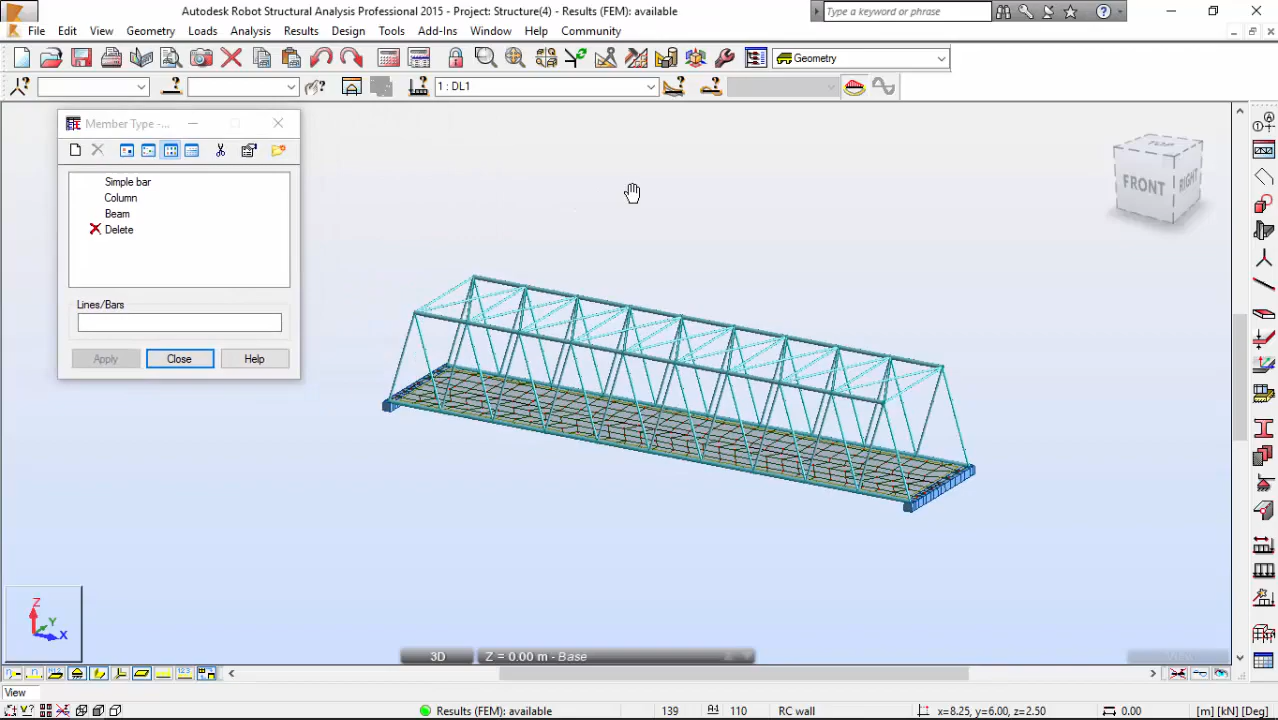 Autodesk Robot Structural Analysis Professional 2015 - Project: Structure(4) - Results (FEM): available
Type a keyword or phrase
File Edit View Geometry Loads Analysis Results Design Tools Add-Ins Window Help Community
Geometry
1 : DL1
Member Type -...
Simple bar
Column
Beam
Delete
Lines/Bars
Apply Close Help
TOP
FRONT
RIGHT
Z
Y
X
3D Z = 0.00 m - Base
View
Results (FEM): available 139 110 RC wall x=8.25, y=6.00, z=2.50 0.00 [m] [kN] [Deg]